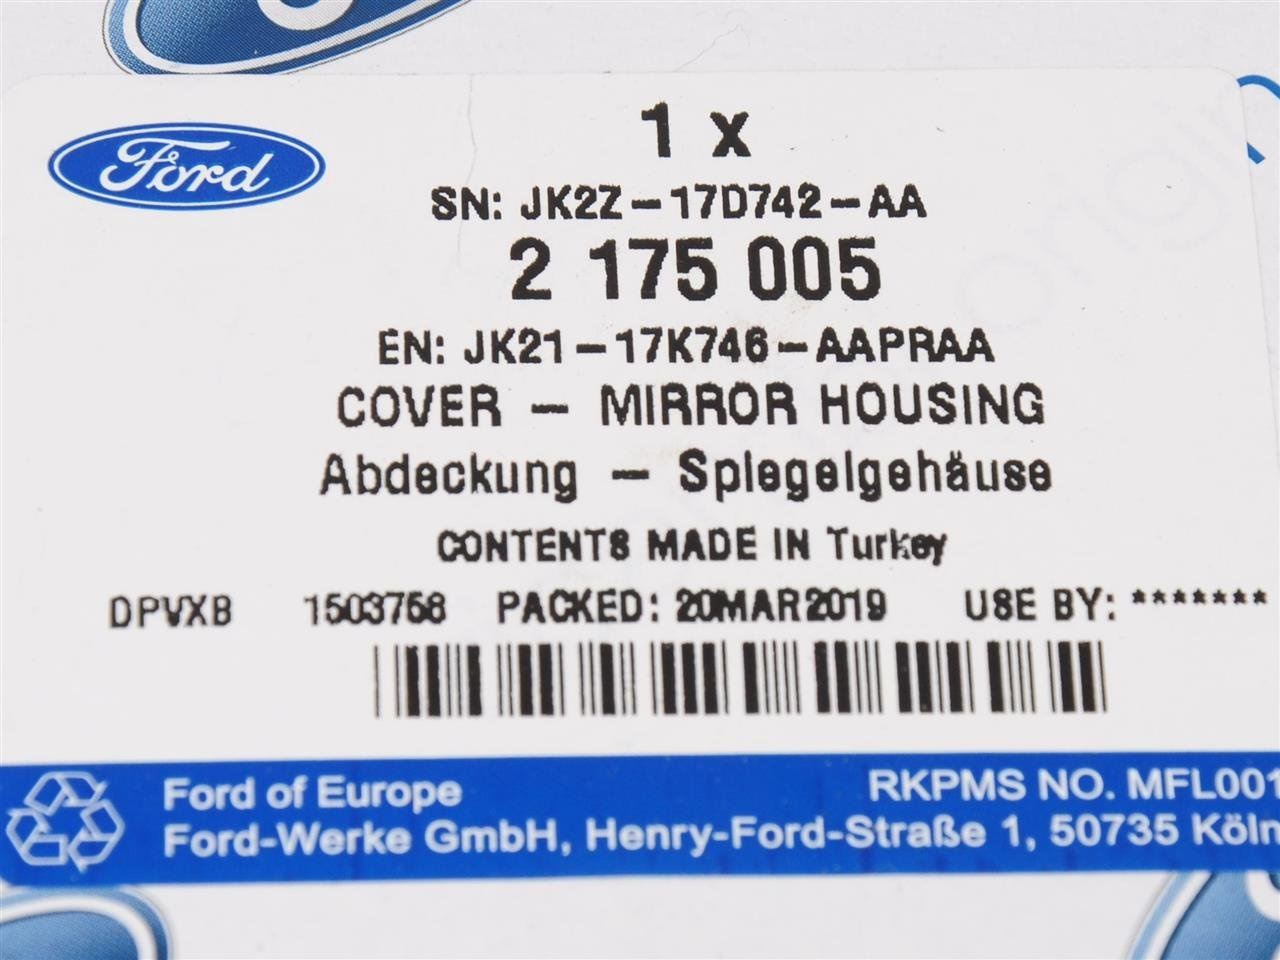 Ford
1 x
SN: JK2Z-17D742-AA
2 175 005
EN: JK21-17K746-AAPRAA
COVER - MIRROR HOUSING
Abdeckung - Spiegelgehäuse
CONTENTS MADE IN Turkey
DPVXB 1503758 PACKED: 20MAR2019 USE BY: *******
Ford of Europe RKPMS NO. MFL001
Ford-Werke GmbH, Henry-Ford-Straße 1, 50735 Köln